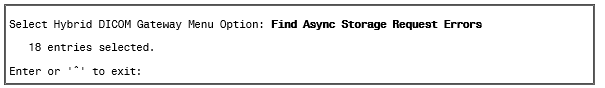 Select Hybrid DICOM Gateway Menu Option: Find Async Storage Request Errors
18 entries selected.
Enter or '^' to exit: